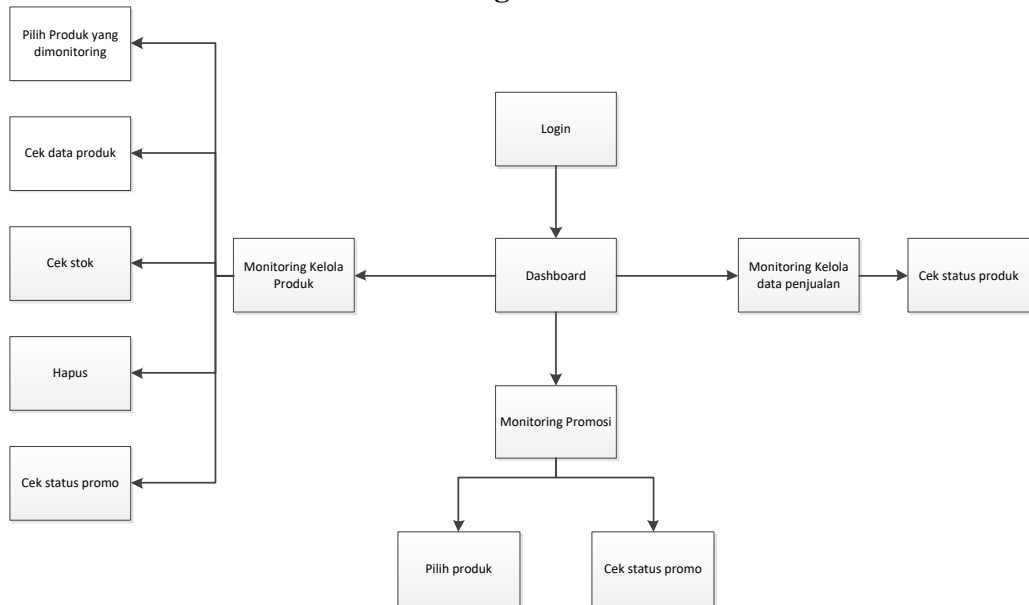 Pilih Produk yang
dimonitoring
Login
Cek data produk
Cek stok
Monitoring Kelola
Produk
Dashboard
Monitoring Kelola
data penjualan
Cek status produk
Hapus
Monitoring Promosi
Cek status promo
Pilih produk
Cek status promo